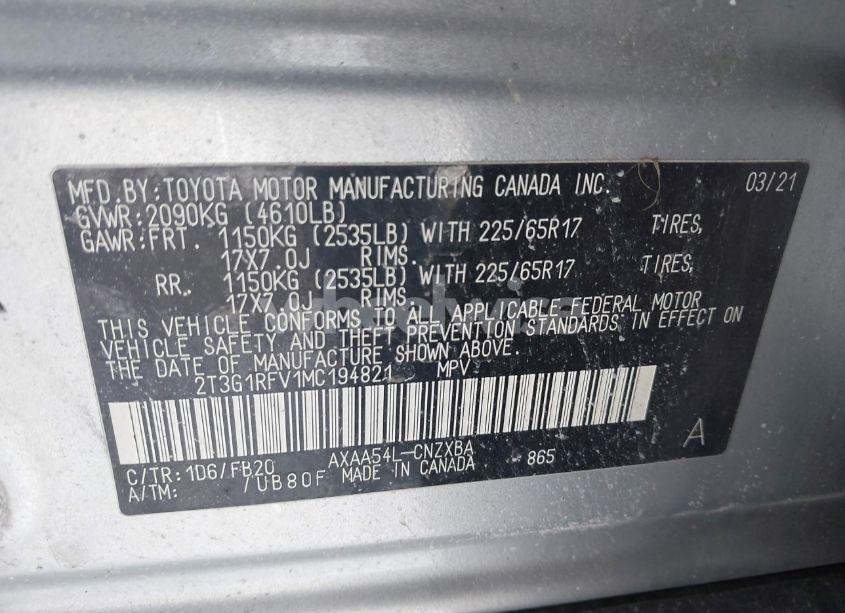 MFD. BY: TOYOTA MOTOR MANUFACTURING CANADA INC. 03/21
GVWR: 2090KG (4610LB)
GAWR: FRT. 1150KG (2535LB) WITH 225/65R17 TIRES,
17X7.0J RIMS.
RR. 1150KG (2535LB) WITH 225/65R17 TIRES,
17X7.0J RIMS.
THIS VEHICLE CONFORMS TO ALL APPLICABLE FEDERAL MOTOR
VEHICLE SAFETY AND THEFT PREVENTION STANDARDS IN EFFECT ON
THE DATE OF MANUFACTURE SHOWN ABOVE.
2T3G1RFV1MC194821 MPV
C/TR: 1D6/FB20 AXAA54L-CNZXBA 865 A
A/TM: /UB80F MADE IN CANADA